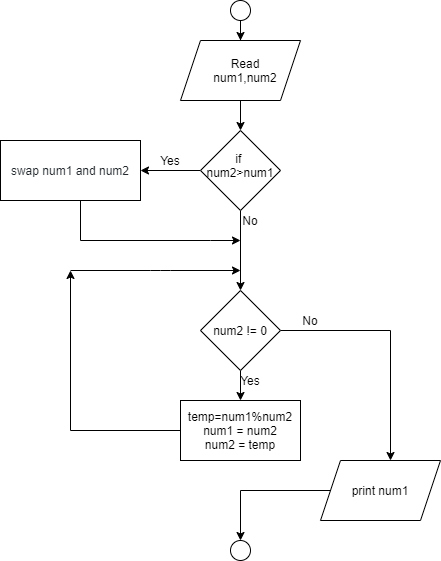 Read
num1,num2
if
num2>num1
Yes
swap num1 and num2
No
num2 != 0
No
Yes
temp=num1%num2
num1 = num2
num2 = temp
print num1